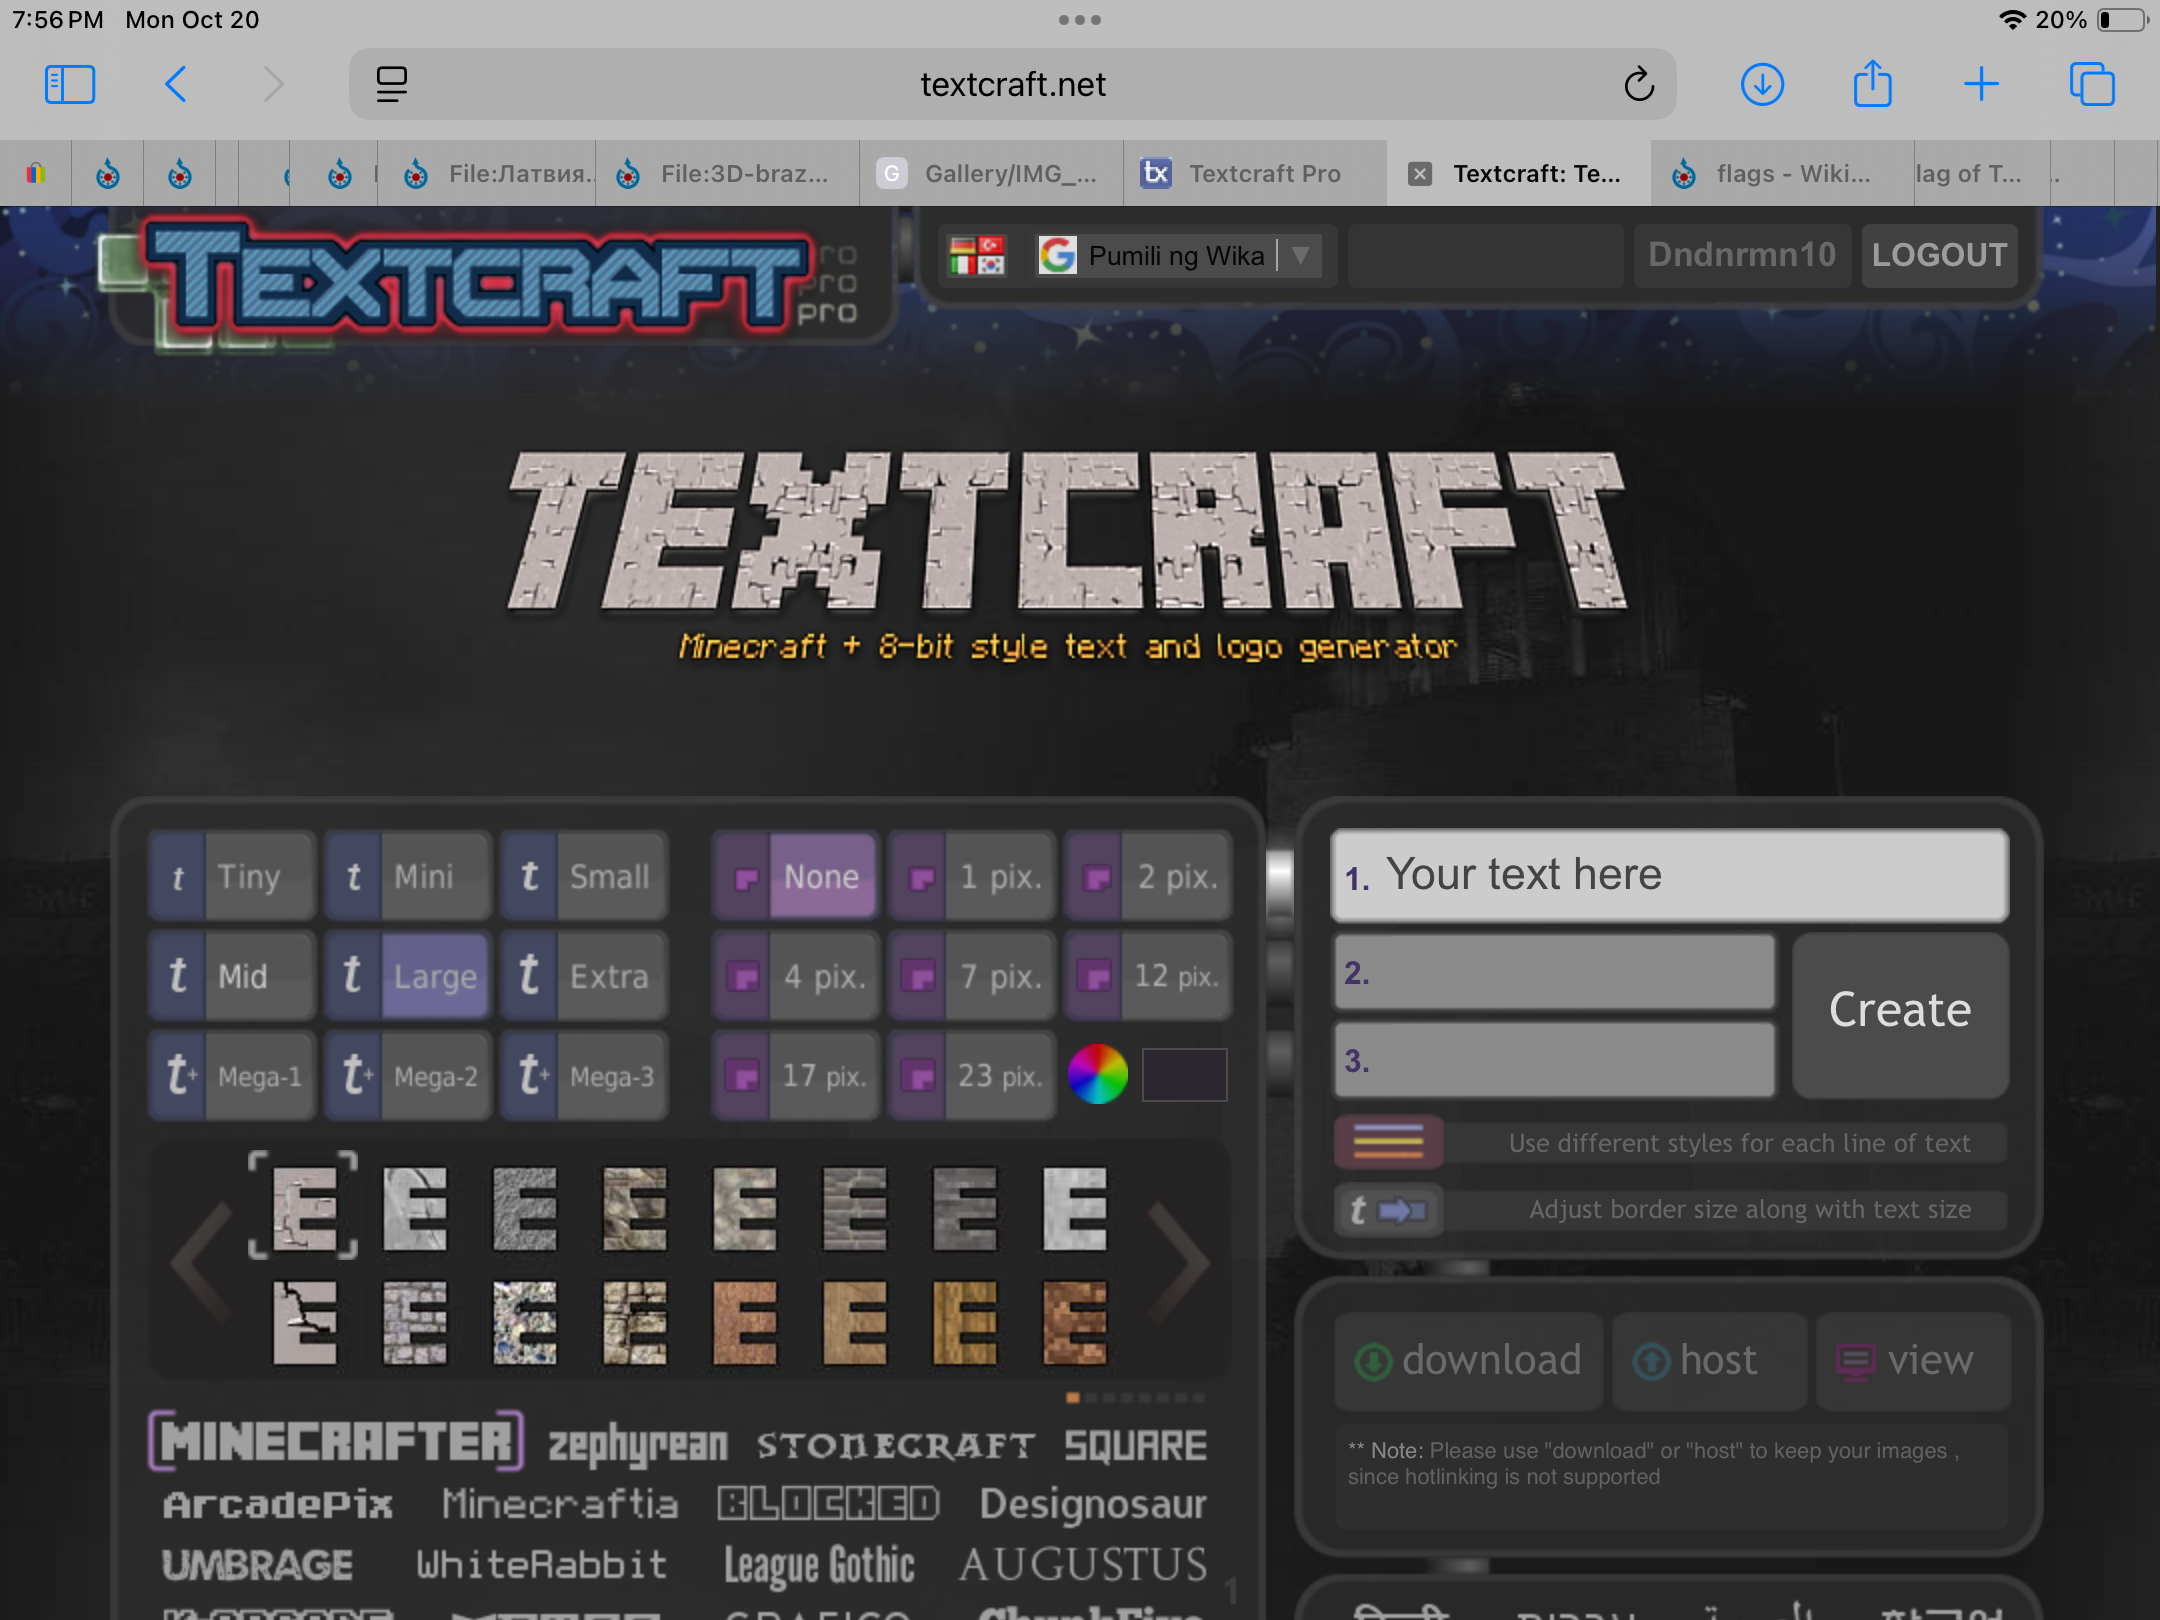 7:56 PM Mon Oct 20
20%
textcraft.net
File:Латвия...
File:3D-braz...
G Gallery/IMG_...
tx Textcraft Pro
Textcraft: Te...
flags - Wiki...
lag of T...
TEXTCRAFT
pro
pro
pro
G Pumili ng Wika
Dndnrmn10
LOGOUT
TEXTCRAFT
Minecraft + 8-bit style text and logo generator
t Tiny t Mini t Small
None 1 pix. 2 pix.
t Mid t Large t Extra
4 pix. 7 pix. 12 pix.
t+ Mega-1 t+ Mega-2 t+ Mega-3
17 pix. 23 pix.
E E E E E E E E
E E E E E E E E
MINECRAFTER zephyrean STONECRAFT SQUARE
ArcadePix Minecraftia BLOCKED Designosaur
UMBRAGE WhiteRabbit League Gothic AUGUSTUS
1
1. Your text here
2.
3.
Create
Use different styles for each line of text
t Adjust border size along with text size
download host view
** Note: Please use "download" or "host" to keep your images ,
since hotlinking is not supported